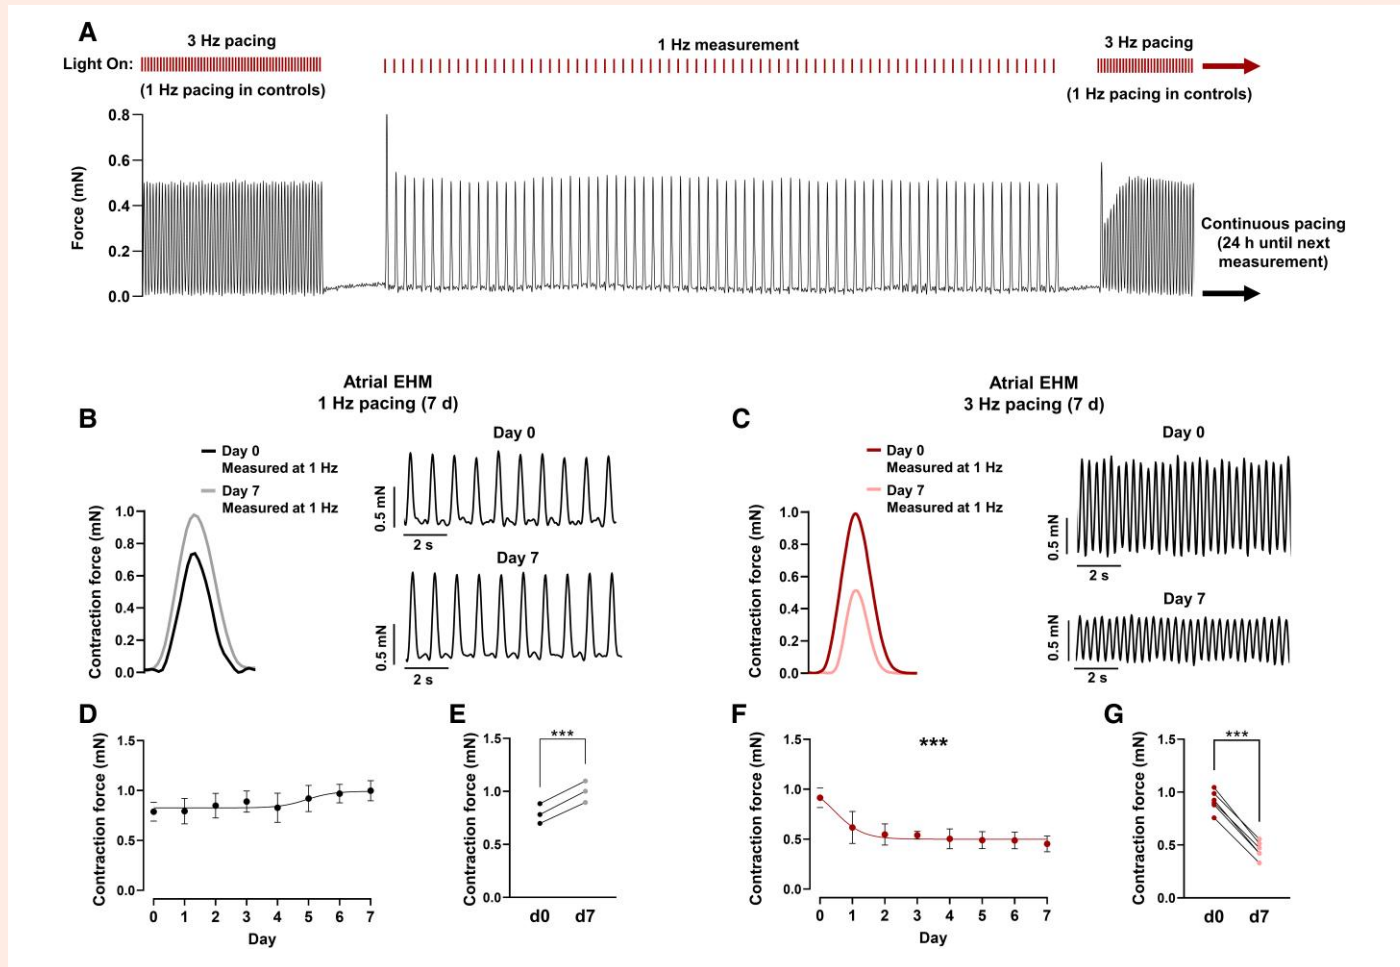 A
3 Hz pacing
1 Hz measurement
3 Hz pacing
Light On:
(1 Hz pacing in controls)
(1 Hz pacing in controls)
0.8
0.6
0.4
0.2
0.0
Force (mN)
Continuous pacing
(24 h until next
measurement)
Atrial EHM
1 Hz pacing (7 d)
B
Day 0
Measured at 1 Hz
Day 7
Measured at 1 Hz
1.0
0.8
0.6
0.4
0.2
0.0
Contraction force (mN)
Day 0
0.5 mN
2 s
Day 7
0.5 mN
2 s
Atrial EHM
3 Hz pacing (7 d)
C
Day 0
Measured at 1 Hz
Day 7
Measured at 1 Hz
1.0
0.8
0.6
0.4
0.2
0.0
Contraction force (mN)
Day 0
0.5 mN
2 s
Day 7
0.5 mN
2 s
D
1.5
1.0
0.5
0.0
Contraction force (mN)
0 1 2 3 4 5 6 7
Day
E
***
1.5
1.0
0.5
0.0
Contraction force (mN)
d0 d7
F
***
1.5
1.0
0.5
0.0
Contraction force (mN)
0 1 2 3 4 5 6 7
Day
G
***
1.5
1.0
0.5
0.0
Contraction force (mN)
d0 d7